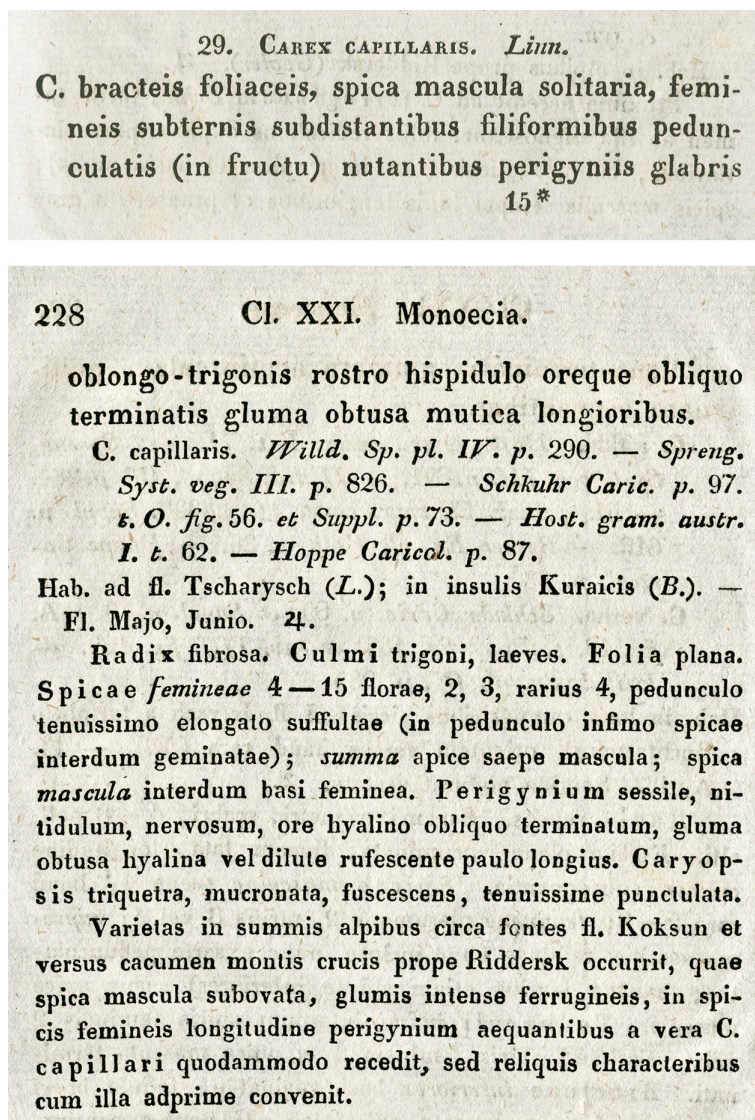 29. CAREX CAPILLARIS. Linn.
C. bracteis foliaceis, spica mascula solitaria, femi-
neis subternis subdistantibus filiformibus pedun-
culatis (in fructu) nutantibus perigyniis glabris
15*
228 Cl. XXI. Monoecia.
oblongo-trigonis rostro hispidulo oreque obliquo
terminatis gluma obtusa mutica longioribus.
C. capillaris. Willd. Sp. pl. IV. p. 290. — Spreng.
Syst. veg. III. p. 826. — Schkuhr Caric. p. 97.
t. O. fig. 56. et Suppl. p. 73. — Host. gram. austr.
I. t. 62. — Hoppe Caricol. p. 87.
Hab. ad fl. Tscharysch (L.); in insulis Kuraicis (B.). —
Fl. Majo, Junio. ♃.
Radix fibrosa. Culmi trigoni, laeves. Folia plana.
Spicae femineae 4—15 florae, 2, 3, rarius 4, pedunculo
tenuissimo elongato suffultae (in pedunculo infimo spicae
interdum geminatae); summa apice saepe mascula; spica
mascula interdum basi feminea. Perigynium sessile, ni-
tidulum, nervosum, ore hyalino obliquo terminatum, gluma
obtusa hyalina vel dilute rufescente paulo longius. Caryop-
sis triquetra, mucronata, fuscescens, tenuissime punctulata.
Varietas in summis alpibus circa fontes fl. Koksun et
versus cacumen montis crucis prope Riddersk occurrit, quae
spica mascula subovata, glumis intense ferrugineis, in spi-
cis femineis longitudine perigynium aequantibus a vera C.
capillari quodammodo recedit, sed reliquis characteribus
cum illa adprime convenit.